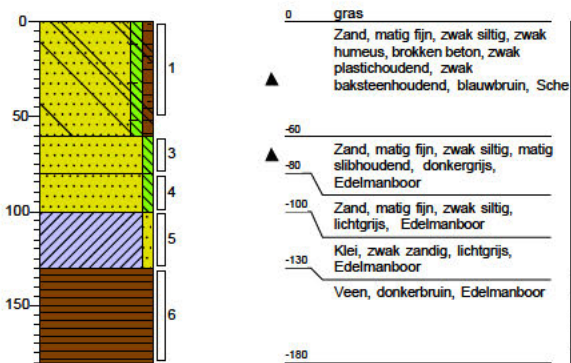 0
50
100
150
1
3
4
5
6
0 gras
Zand, matig fijn, zwak siltig, zwak
humeus, brokken beton, zwak
plastichoudend, zwak
baksteenhoudend, blauwbruin, Sche
-60
Zand, matig fijn, zwak siltig, matig
slibhoudend, donkergrijs,
Edelmanboor
-80
Zand, matig fijn, zwak siltig,
lichtgrijs, Edelmanboor
-100
Klei, zwak zandig, lichtgrijs,
Edelmanboor
-130
Veen, donkerbruin, Edelmanboor
-180